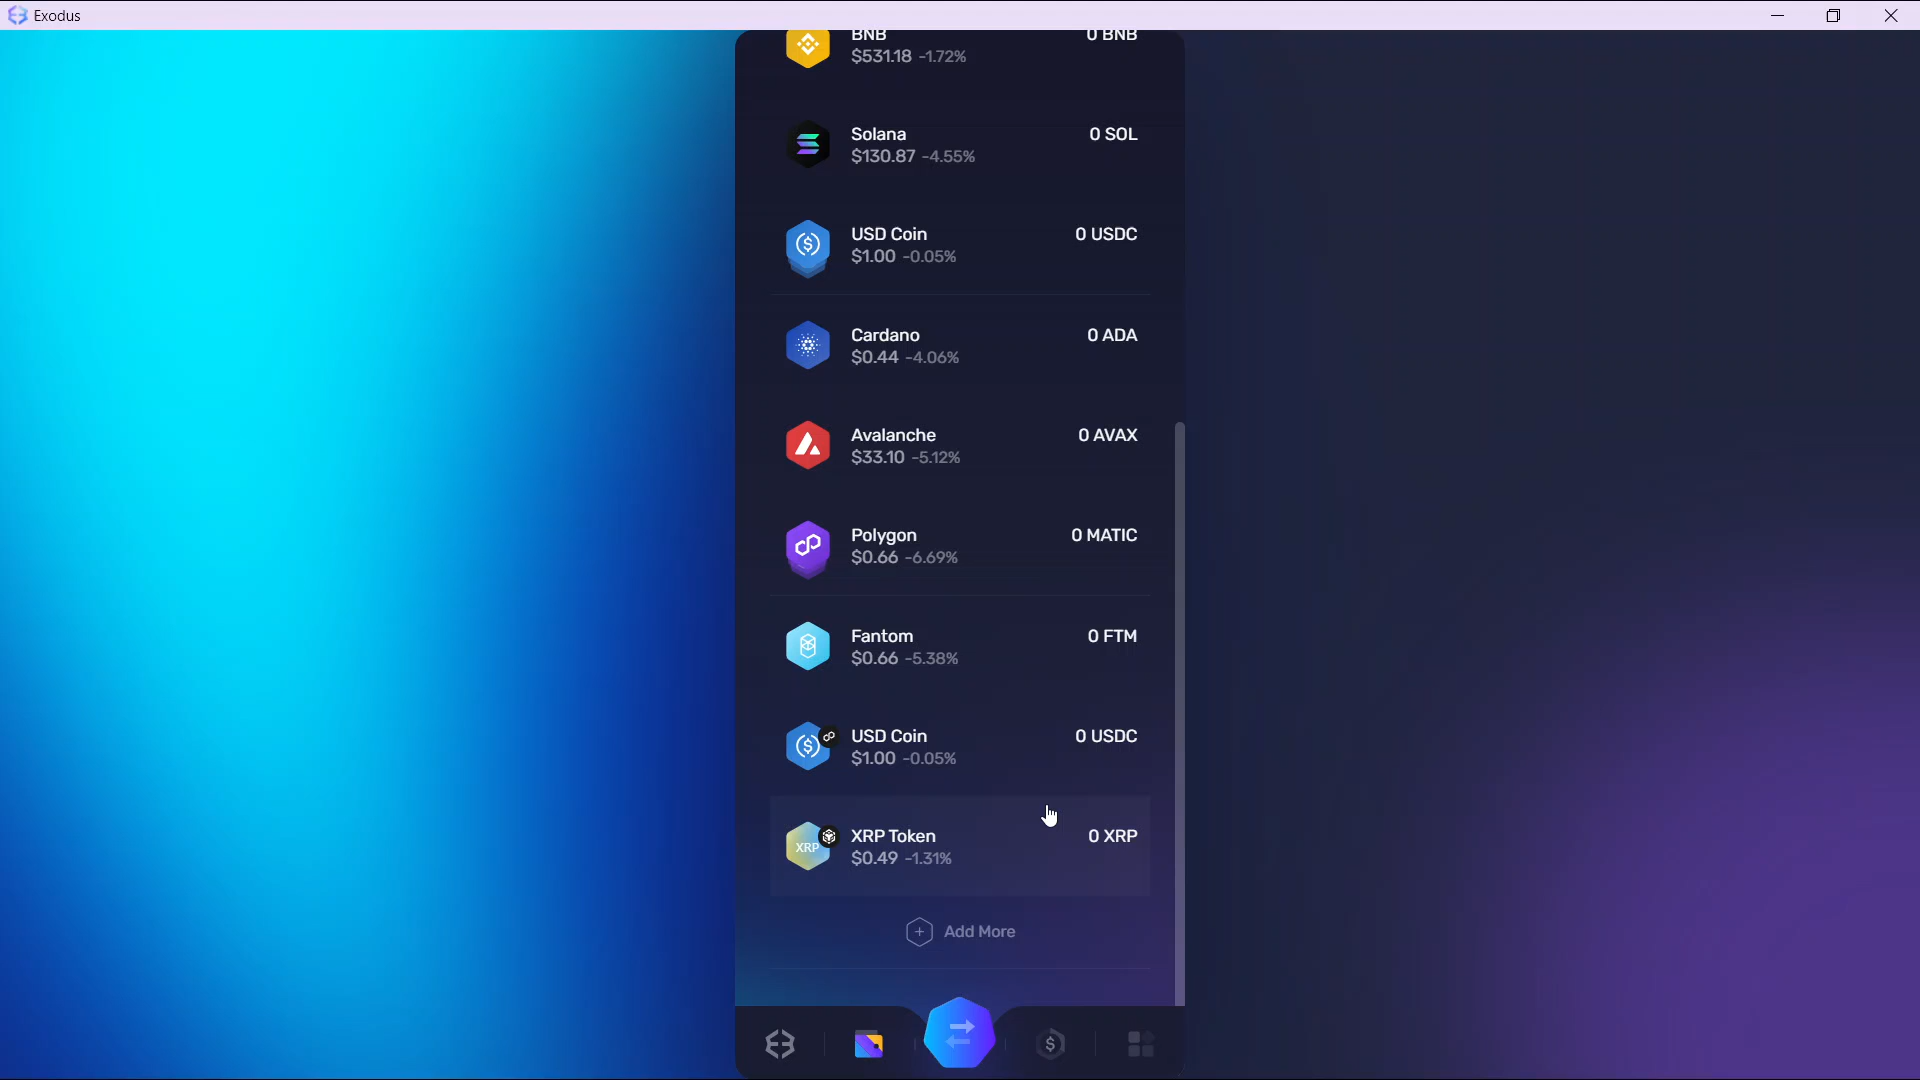 Exodus
BNB 0 BNB
$531.18 -1.72%
Solana 0 SOL
$130.87 -4.55%
USD Coin 0 USDC
$1.00 -0.05%
Cardano 0 ADA
$0.44 -4.06%
Avalanche 0 AVAX
$33.10 -5.12%
Polygon 0 MATIC
$0.66 -6.69%
Fantom 0 FTM
$0.66 -5.38%
USD Coin 0 USDC
$1.00 -0.05%
XRP XRP Token 0 XRP
$0.49 -1.31%
Add More